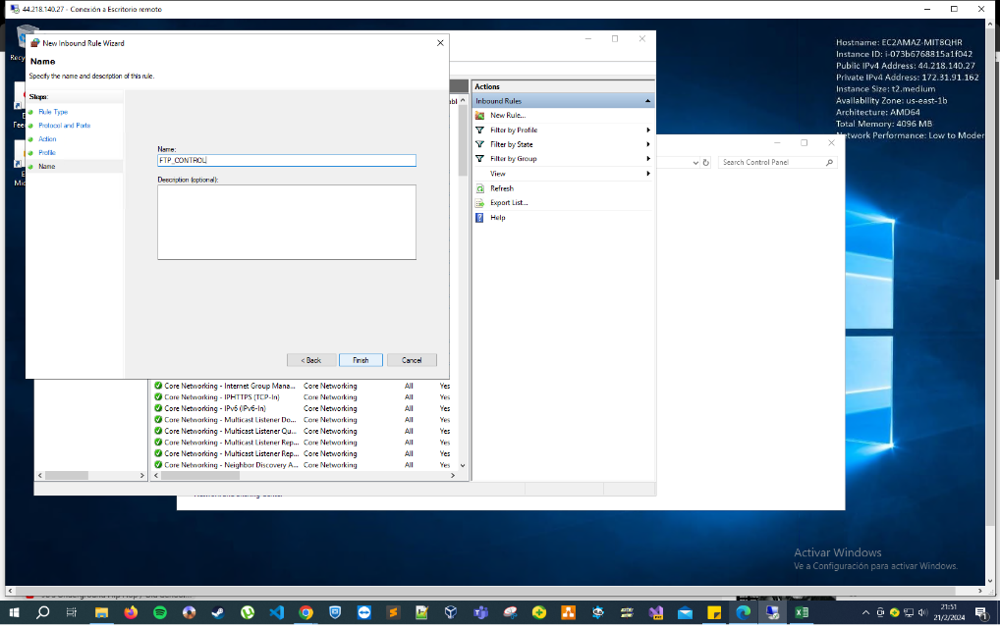 44.218.140.27 - Conexión a Escritorio remoto
New Inbound Rule Wizard
Name
Specify the name and description of this rule.
Steps:
Rule Type
Protocol and Ports
Action
Profile
Name
Name:
FTP_CONTROL
Description (optional):
< Back
Finish
Cancel
Actions
Inbound Rules
New Rule...
Filter by Profile
Filter by State
Filter by Group
View
Refresh
Export List...
Help
Search Control Panel
Hostname: EC2AMAZ-MIT8QHR
Instance ID: i-073b6768815a1f042
Public IPv4 Address: 44.218.140.27
Private IPv4 Address: 172.31.91.162
Instance Size: t2.medium
Availability Zone: us-east-1b
Architecture: AMD64
Total Memory: 4096 MB
Network Performance: Low to Moder
Core Networking - Internet Group Mana... Core Networking All Yes
Core Networking - IPHTTPS (TCP-In) Core Networking All Yes
Core Networking - IPv6 (IPv6-In) Core Networking All Yes
Core Networking - Multicast Listener Do... Core Networking All Yes
Core Networking - Multicast Listener Qu... Core Networking All Yes
Core Networking - Multicast Listener Rep... Core Networking All Yes
Core Networking - Multicast Listener Rep... Core Networking All Yes
Core Networking - Neighbor Discovery A... Core Networking All Yes
Activar Windows
Ve a Configuración para activar Windows.
21:51
21/2/2024